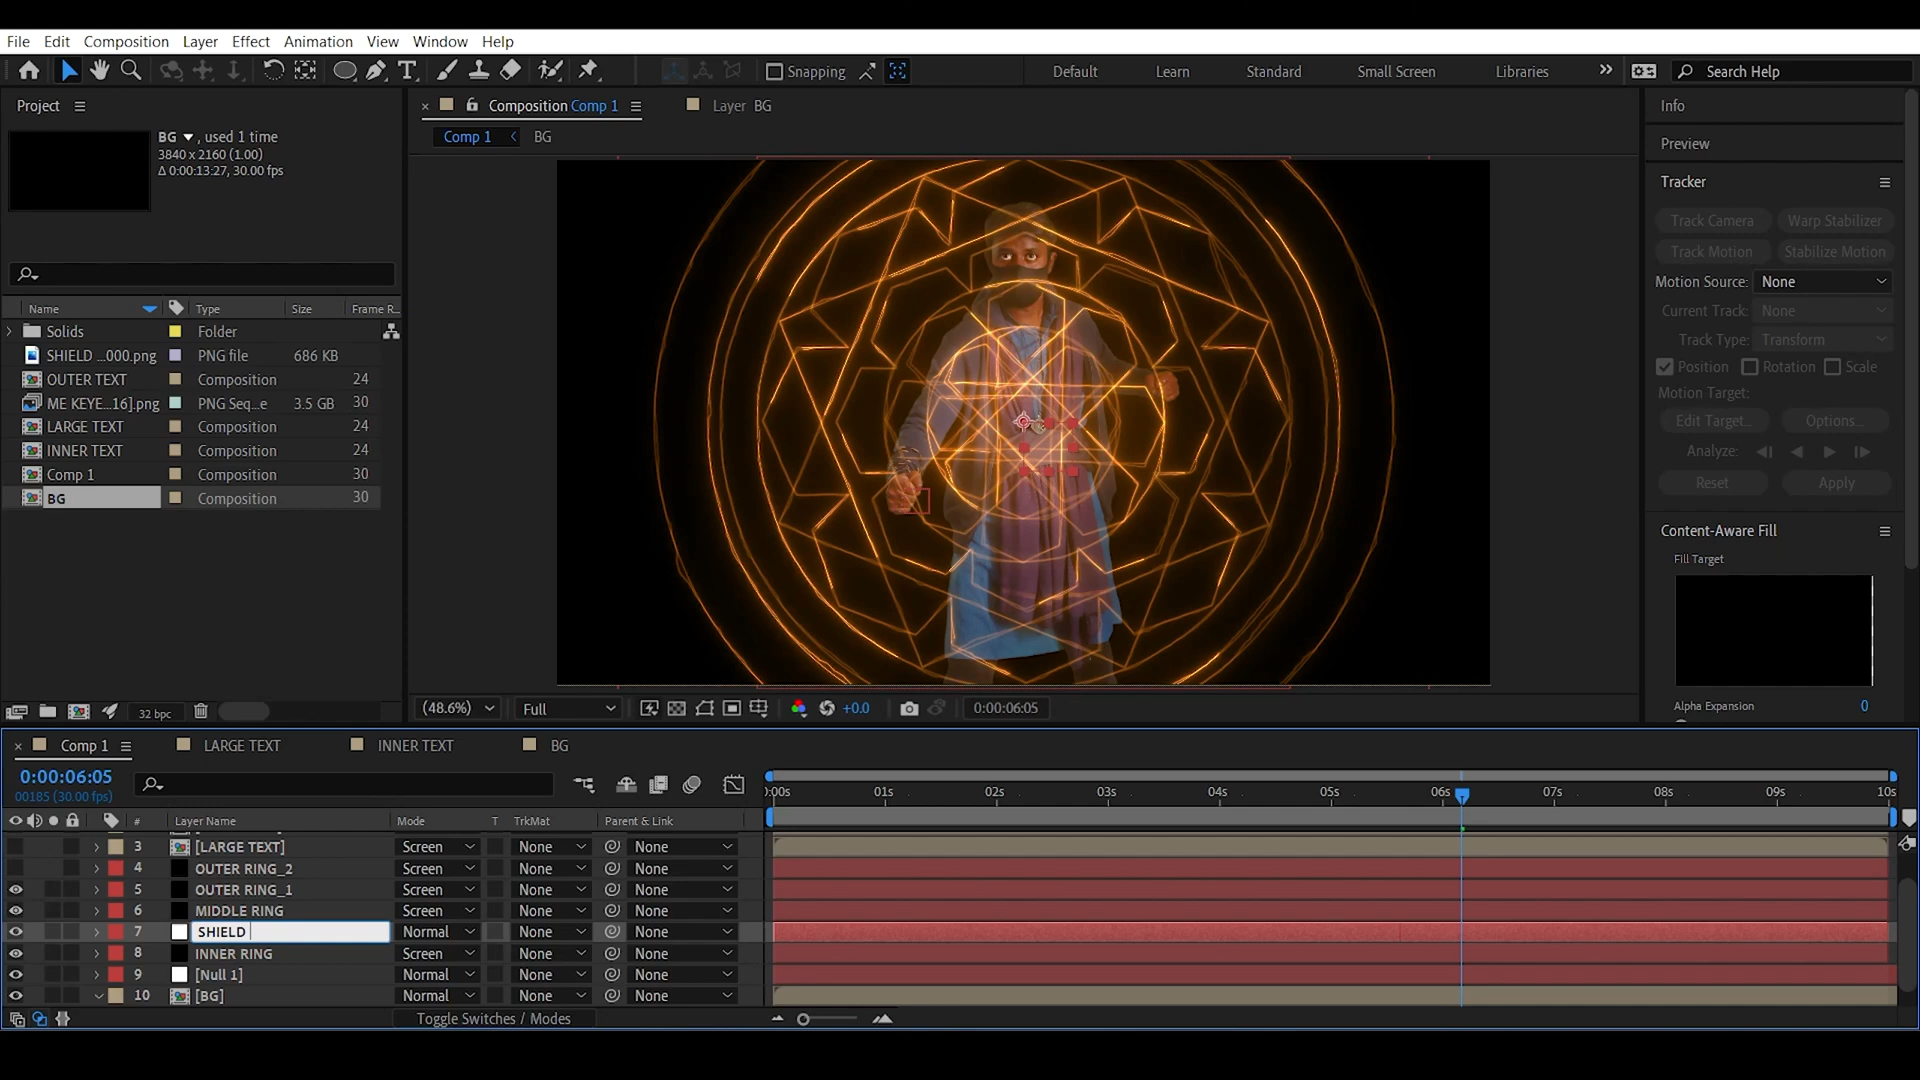 File Edit Composition Layer Effect Animation View Window Help
Snapping Default Learn Standard Small Screen Libraries Search Help
Project
BG , used 1 time
3840 x 2160 (1.00)
Δ 0:00:13:27, 30.00 fps
Name Type Size Frame R...
Solids Folder
SHIELD ...000.png PNG file 686 KB
OUTER TEXT Composition 24
ME KEYE...16].png PNG Seq...e 3.5 GB 30
LARGE TEXT Composition 24
INNER TEXT Composition 24
Comp 1 Composition 30
BG Composition 30
32 bpc
Composition Comp 1 Layer BG
Comp 1 BG
(48.6%) Full +0.0 0:00:06:05
Info
Preview
Tracker
Track Camera Warp Stabilizer
Track Motion Stabilize Motion
Motion Source: None
Current Track: None
Track Type: Transform
Position Rotation Scale
Motion Target:
Edit Target... Options...
Analyze:
Reset Apply
Content-Aware Fill
Fill Target
Alpha Expansion 0
Comp 1 LARGE TEXT INNER TEXT BG
0:00:06:05
00185 (30.00 fps)
):00s 01s 02s 03s 04s 05s 06s 07s 08s 09s 10s
# Layer Name Mode T TrkMat Parent & Link
3 [LARGE TEXT] Screen None None
4 OUTER RING_2 Screen None None
5 OUTER RING_1 Screen None None
6 MIDDLE RING Screen None None
7 SHIELD Normal None None
8 INNER RING Screen None None
9 [Null 1] Normal None None
10 [BG] Normal None None
Toggle Switches / Modes